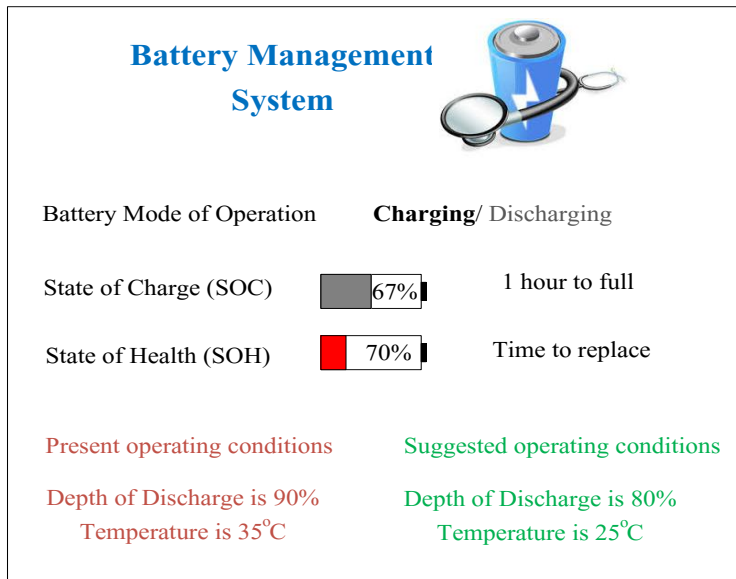 Battery Management
System
Battery Mode of Operation Charging/ Discharging
State of Charge (SOC) 67% 1 hour to full
State of Health (SOH) 70% Time to replace
Present operating conditions Suggested operating conditions
Depth of Discharge is 90% Depth of Discharge is 80%
Temperature is 35°C Temperature is 25°C